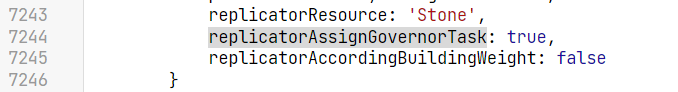 7243 replicatorResource: 'Stone',
7244 replicatorAssignGovernorTask: true,
7245 replicatorAccordingBuildingWeight: false
7246 }